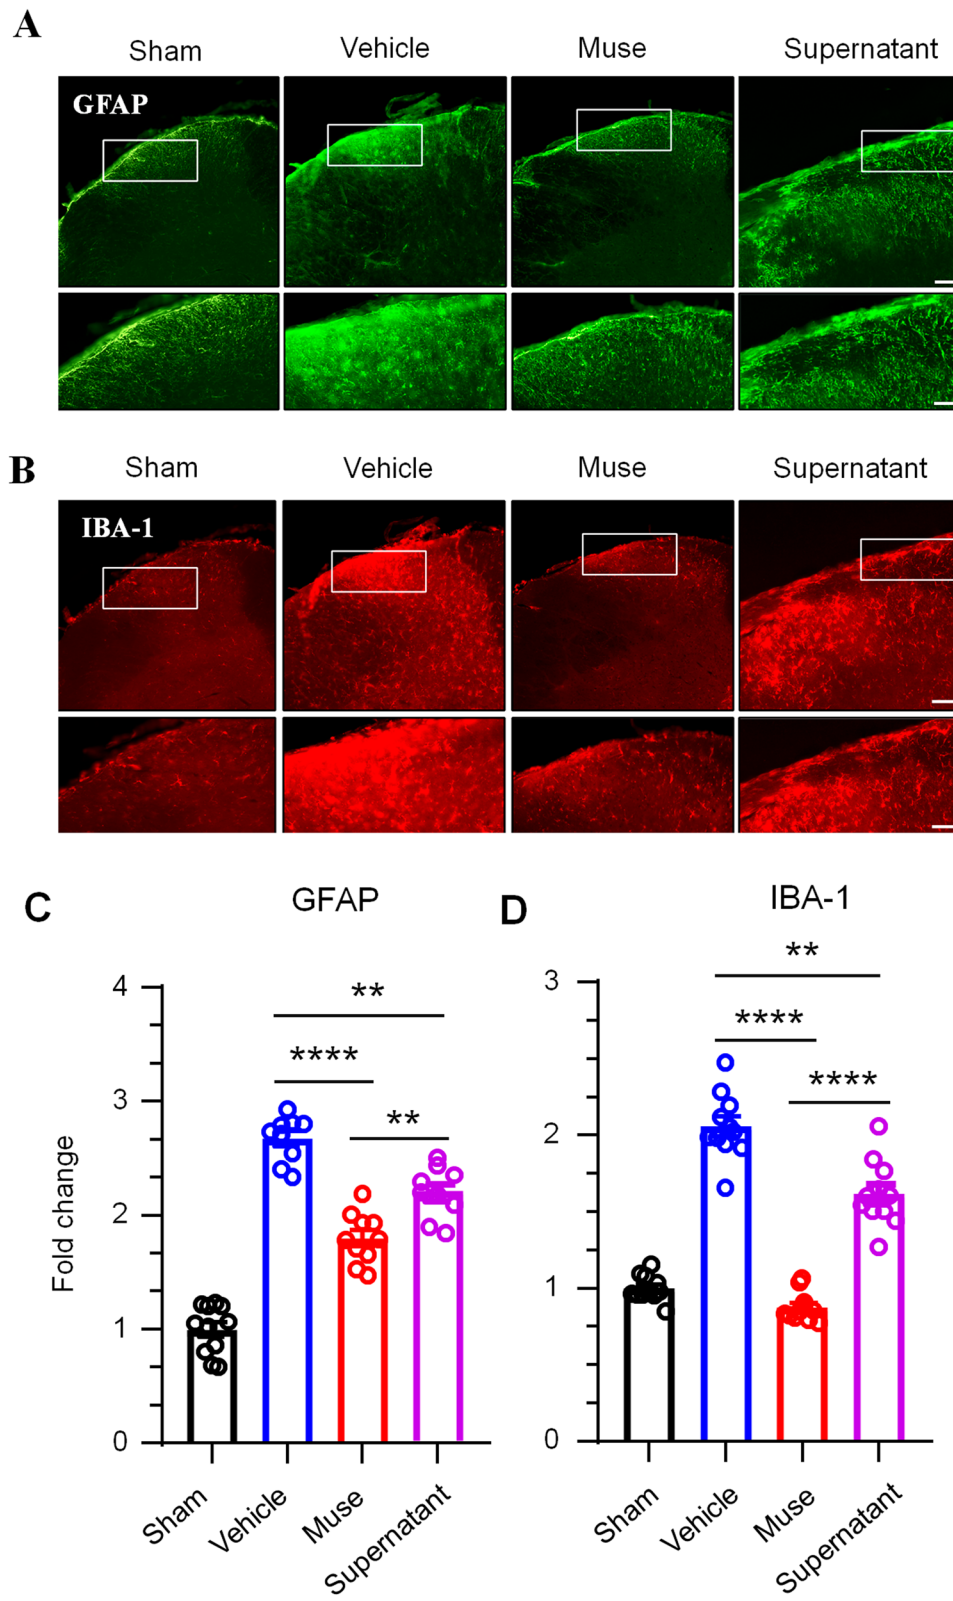 A
Sham Vehicle Muse Supernatant
GFAP
B
Sham Vehicle Muse Supernatant
IBA-1
C
GFAP
Fold change
4
3
2
1
0
**
****
**
Sham
Vehicle
Muse
Supernatant
D
IBA-1
3
2
1
0
**
****
****
Sham
Vehicle
Muse
Supernatant